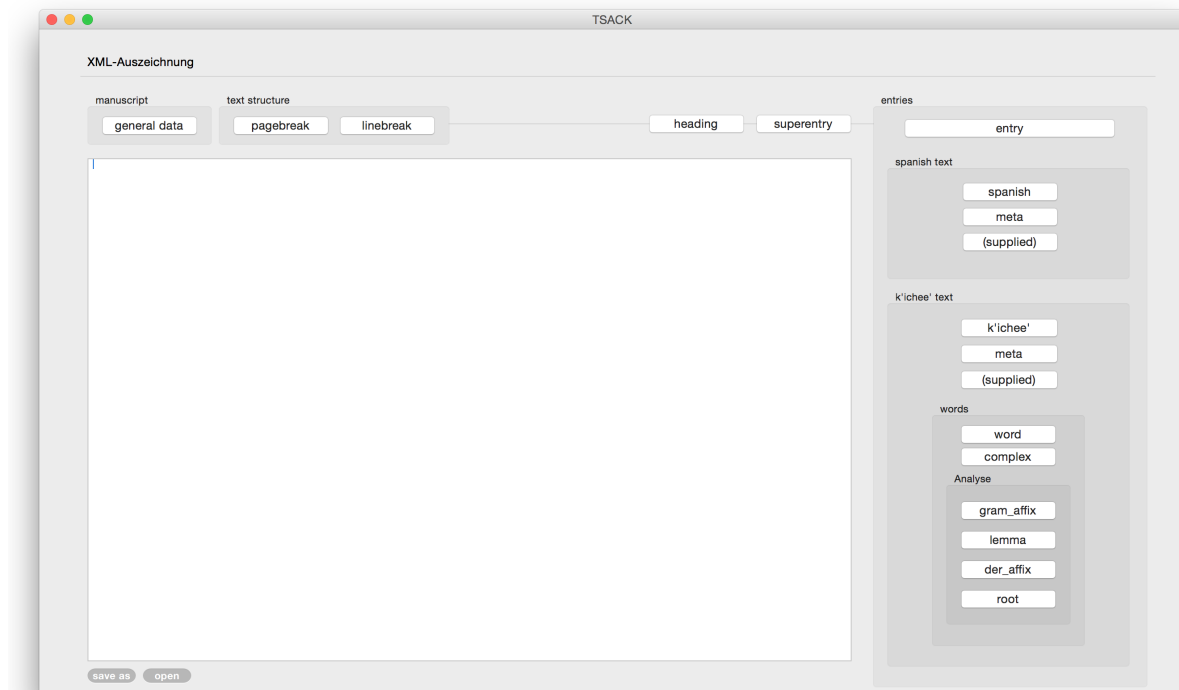 TSACK
XML-Auszeichnung
manuscript
general data
text structure
pagebreak linebreak
heading superentry
entries
entry
spanish text
spanish
meta
(supplied)
k'ichee' text
k'ichee'
meta
(supplied)
words
word
complex
Analyse
gram_affix
lemma
der_affix
root
save as open